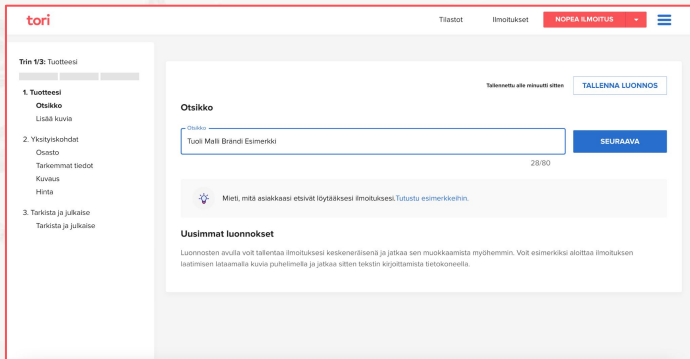 tori
Tilastot
Ilmoitukset
NOPEA ILMOITUS
Trin 1/3: Tuotteesi
1. Tuotteesi
Otsikko
Lisää kuvia
2. Yksityiskohdat
Osasto
Tarkemmat tiedot
Kuvaus
Hinta
3. Tarkista ja julkaise
Tarkista ja julkaise
Tallennettu alle minuutti sitten
TALLENNA LUONNOS
Otsikko
Otsikko
Tuoli Malli Brändi Esimerkki
SEURAAVA
28/80
Mieti, mitä asiakkaasi etsivät löytääksesi ilmoituksesi.Tutustu esimerkkeihin.
Uusimmat luonnokset
Luonnosten avulla voit tallentaa ilmoituksesi keskeneräisenä ja jatkaa sen muokkaamista myöhemmin. Voit esimerkiksi aloittaa ilmoituksen
laatimisen lataamalla kuvia puhelimella ja jatkaa sitten tekstin kirjoittamista tietokoneella.